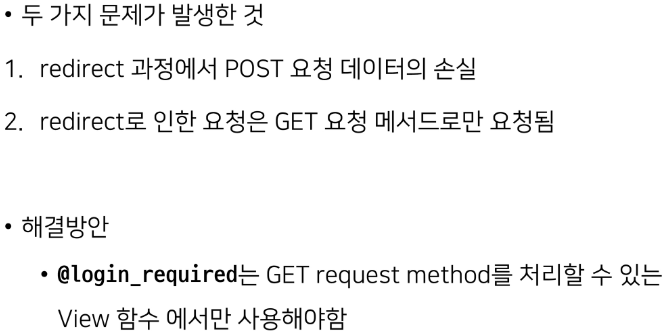 • 두 가지 문제가 발생한 것
1. redirect 과정에서 POST 요청 데이터의 손실
2. redirect로 인한 요청은 GET 요청 메서드로만 요청됨
• 해결방안
• @login_required는 GET request method를 처리할 수 있는
View 함수 에서만 사용해야함